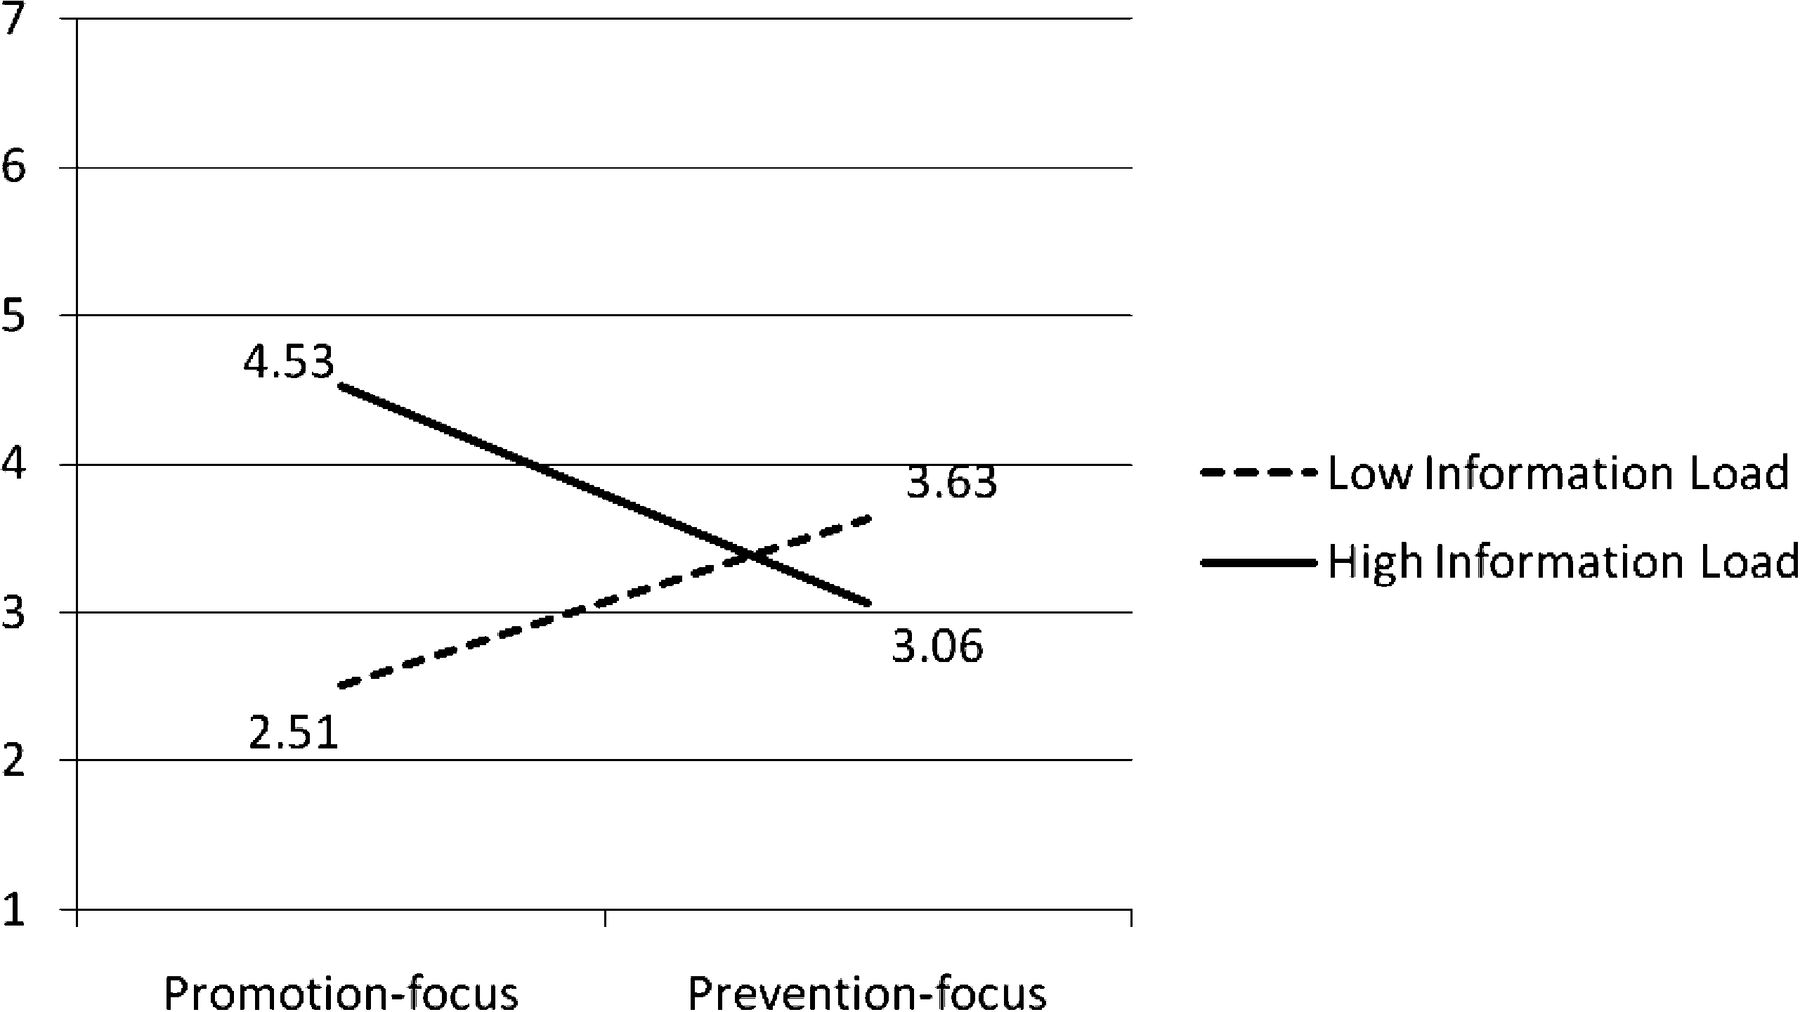 7
6
5
4
3
2
1
4.53
3.63
3.06
2.51
Promotion-focus
Prevention-focus
Low Information Load
High Information Load